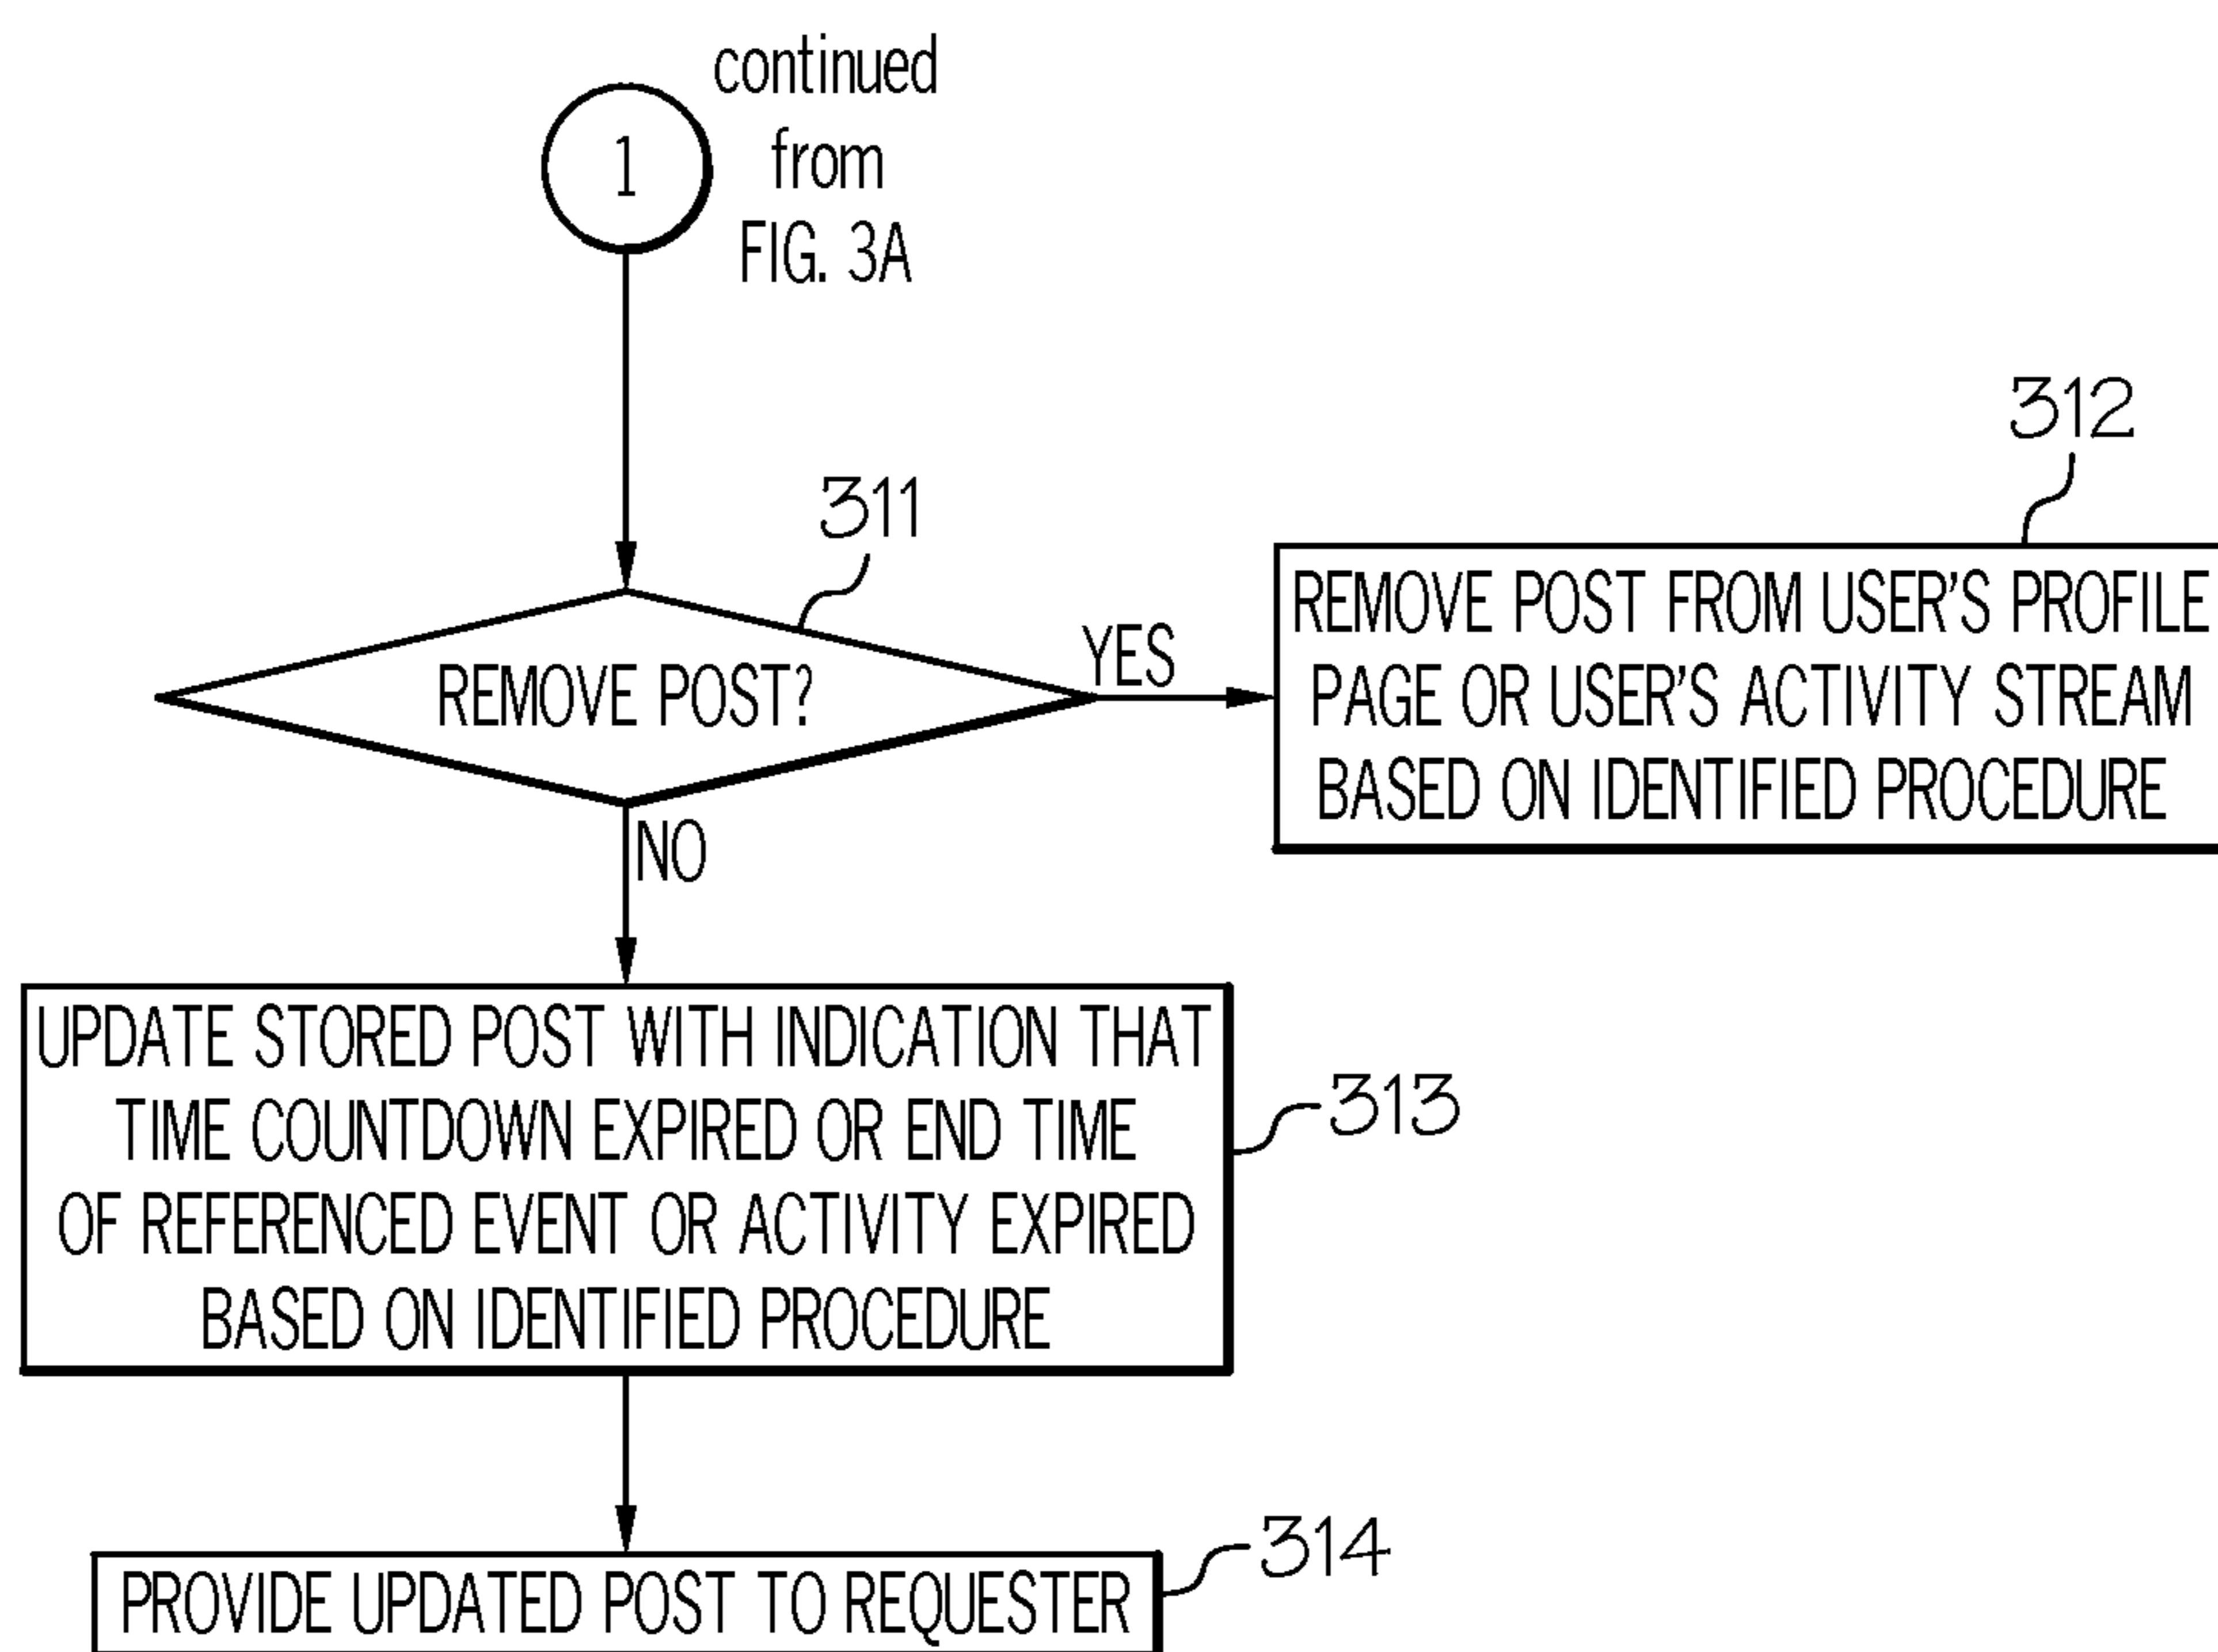 continued
from
FIG. 3A
1
311
REMOVE POST?
YES
312
REMOVE POST FROM USER'S PROFILE
PAGE OR USER'S ACTIVITY STREAM
BASED ON IDENTIFIED PROCEDURE
NO
UPDATE STORED POST WITH INDICATION THAT
TIME COUNTDOWN EXPIRED OR END TIME
OF REFERENCED EVENT OR ACTIVITY EXPIRED
BASED ON IDENTIFIED PROCEDURE
313
PROVIDE UPDATED POST TO REQUESTER
314